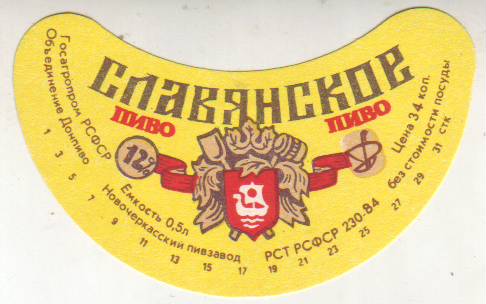 Госагропром РСФСР
Объединение Донпиво
СЛАВЯНСКОЕ
ПИВО
ПИВО
12%
Цена 34 коп.
без стоимости посуды
Емкость 0,5л
Новочеркасский пивзавод
РСТ РСФСР 230-84
1 3 5 7 9 11 13 15 17 19 21 23 25 27 29 31 стк